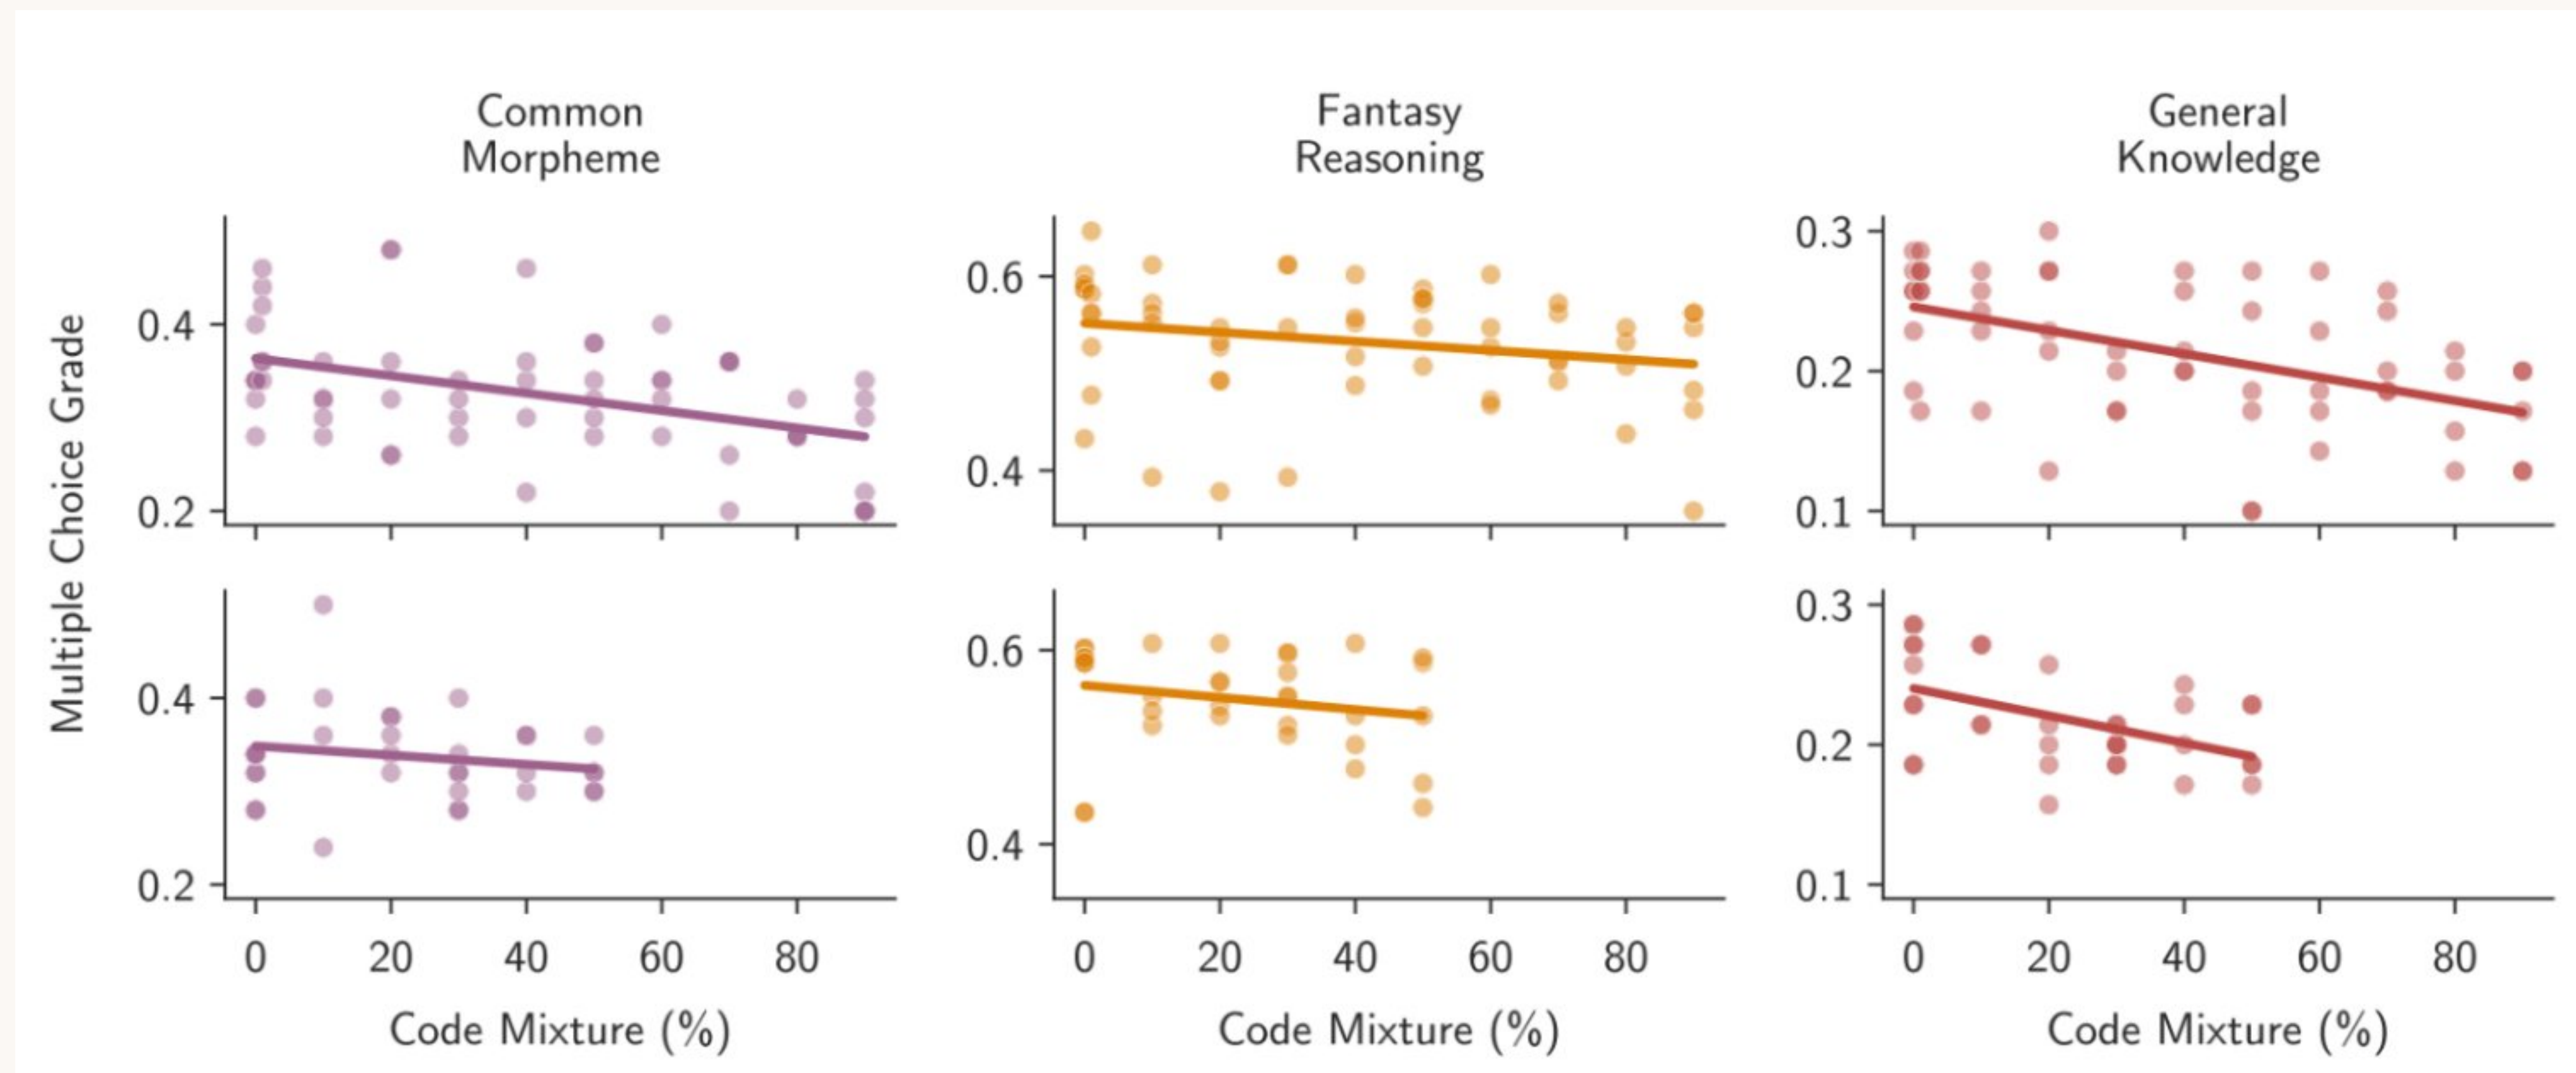 Common
Morpheme
Fantasy
Reasoning
General
Knowledge
Multiple Choice Grade
0.4
0.2
0.6
0.4
0.3
0.2
0.1
0.4
0.2
0.6
0.4
0.3
0.2
0.1
0 20 40 60 80
0 20 40 60 80
0 20 40 60 80
Code Mixture (%)
Code Mixture (%)
Code Mixture (%)